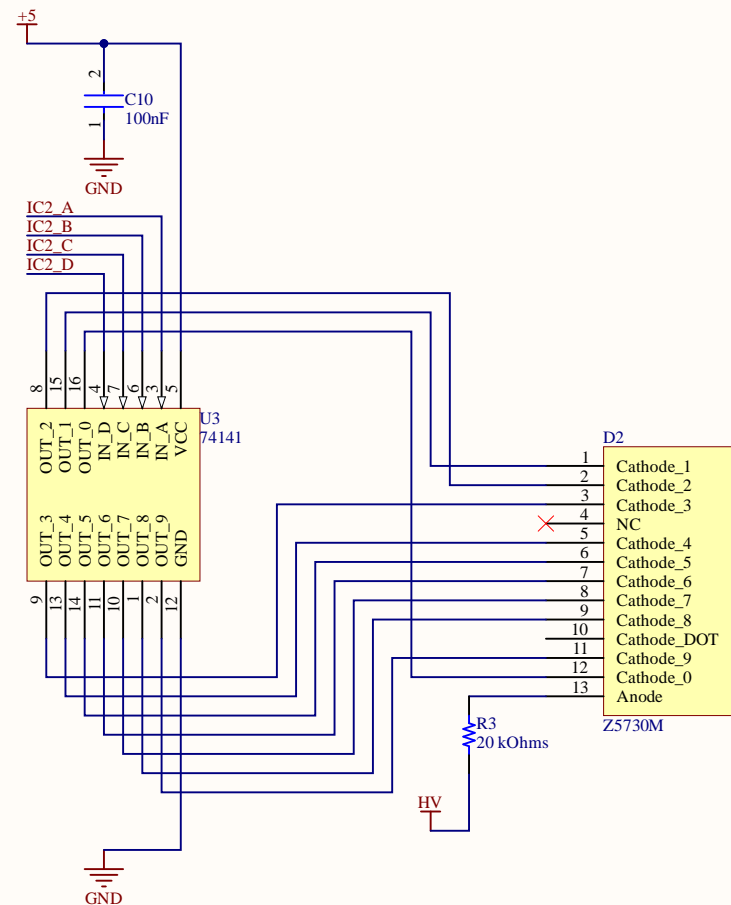 +5
2
C10
1
100nF
GND
IC2_A
IC2_B
IC2_C
IC2_D
8
15
16
4
7
6
3
5
OUT_2
OUT_1
OUT_0
IN_D
IN_C
IN_B
IN_A
VCC
U3
74141
OUT_3
OUT_4
OUT_5
OUT_6
OUT_7
OUT_8
OUT_9
GND
9
13
14
11
10
1
2
12
D2
1 Cathode_1
2 Cathode_2
3 Cathode_3
4 NC
5 Cathode_4
6 Cathode_5
7 Cathode_6
8 Cathode_7
9 Cathode_8
10 Cathode_DOT
11 Cathode_9
12 Cathode_0
13 Anode
Z5730M
R3
20 kOhms
HV
GND